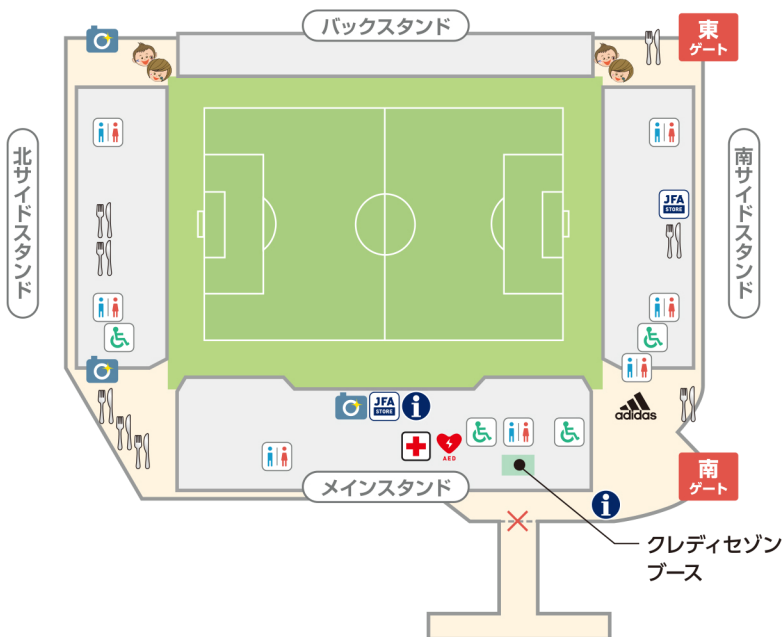 バックスタンド
東
ゲート
北サイドスタンド
南サイドスタンド
JFA
STORE
JFA
STORE
adidas
AED
メインスタンド
南
ゲート
クレディセゾン
ブース